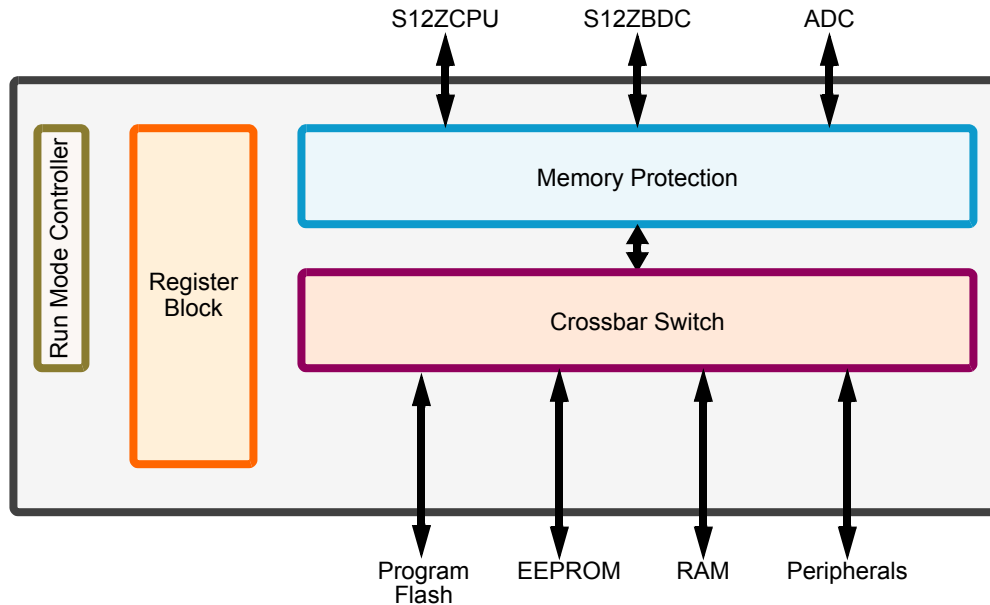 S12ZCPU
S12ZBDC
ADC
Run Mode Controller
Register
Block
Memory Protection
Crossbar Switch
Program
Flash
EEPROM
RAM
Peripherals